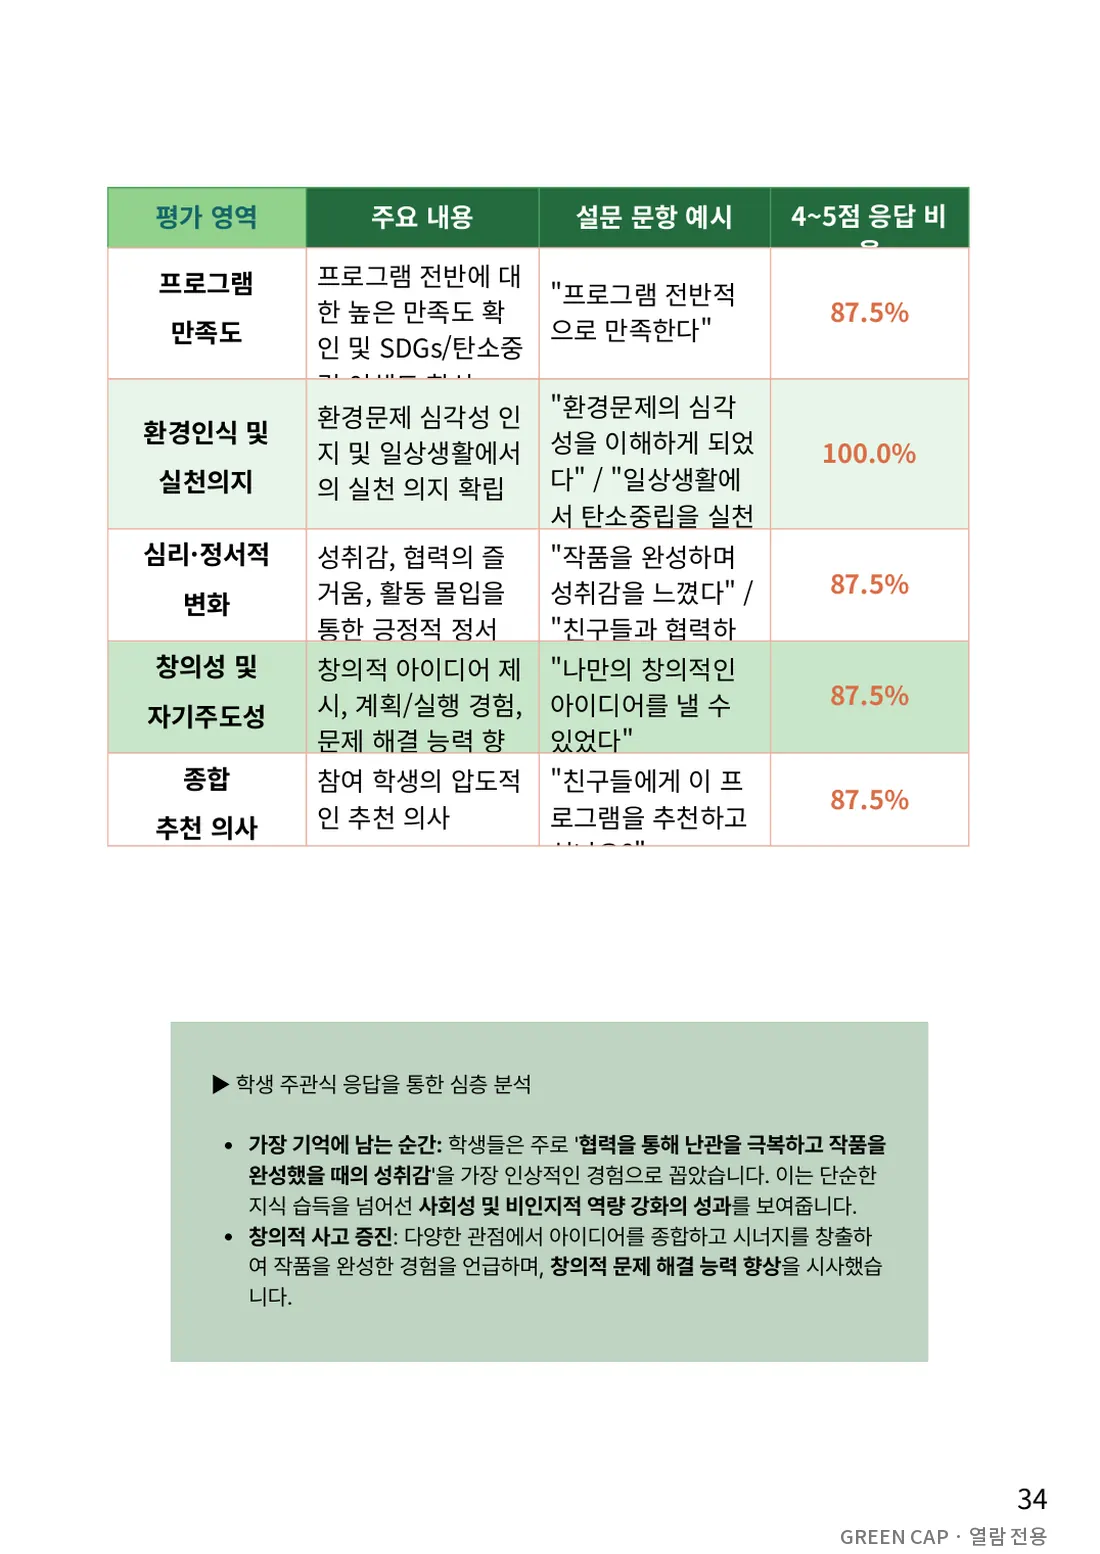 평가 영역
주요 내용
설문 문항 예시
4~5점 응답 비
프로그램
만족도
프로그램 전반에 대
한 높은 만족도 확
인 및 SDGs/탄소중
"프로그램 전반적
으로 만족한다"
87.5%
환경인식 및
실천의지
환경문제 심각성 인
지 및 일상생활에서
의 실천 의지 확립
"환경문제의 심각
성을 이해하게 되었
다" / "일상생활에
서 탄소중립을 실천
100.0%
심리·정서적
변화
성취감, 협력의 즐
거움, 활동 몰입을
통한 긍정적 정서
"작품을 완성하며
성취감을 느꼈다" /
"친구들과 협력하
87.5%
창의성 및
자기주도성
창의적 아이디어 제
시, 계획/실행 경험,
문제 해결 능력 향
"나만의 창의적인
아이디어를 낼 수
있었다"
87.5%
종합
추천 의사
참여 학생의 압도적
인 추천 의사
"친구들에게 이 프
로그램을 추천하고
87.5%
▶ 학생 주관식 응답을 통한 심층 분석
• 가장 기억에 남는 순간: 학생들은 주로 '협력을 통해 난관을 극복하고 작품을
완성했을 때의 성취감'을 가장 인상적인 경험으로 꼽았습니다. 이는 단순한
지식 습득을 넘어선 사회성 및 비인지적 역량 강화의 성과를 보여줍니다.
• 창의적 사고 증진: 다양한 관점에서 아이디어를 종합하고 시너지를 창출하
여 작품을 완성한 경험을 언급하며, 창의적 문제 해결 능력 향상을 시사했습
니다.
34
GREEN CAP · 열람 전용